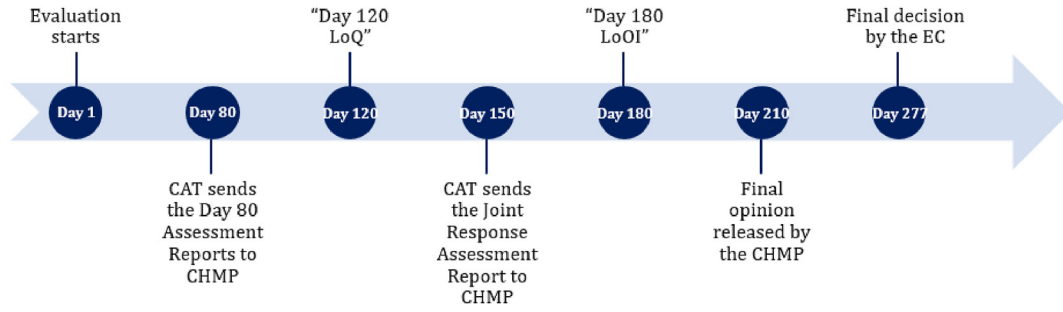 Evaluation
starts
“Day 120
LoQ”
“Day 180
LoOI”
Final decision
by the EC
Day 1
Day 80
Day 120
Day 150
Day 180
Day 210
Day 277
CAT sends
the Day 80
Assessment
Reports to
CHMP
CAT sends
the Joint
Response
Assessment
Report to
CHMP
Final
opinion
released by
the CHMP